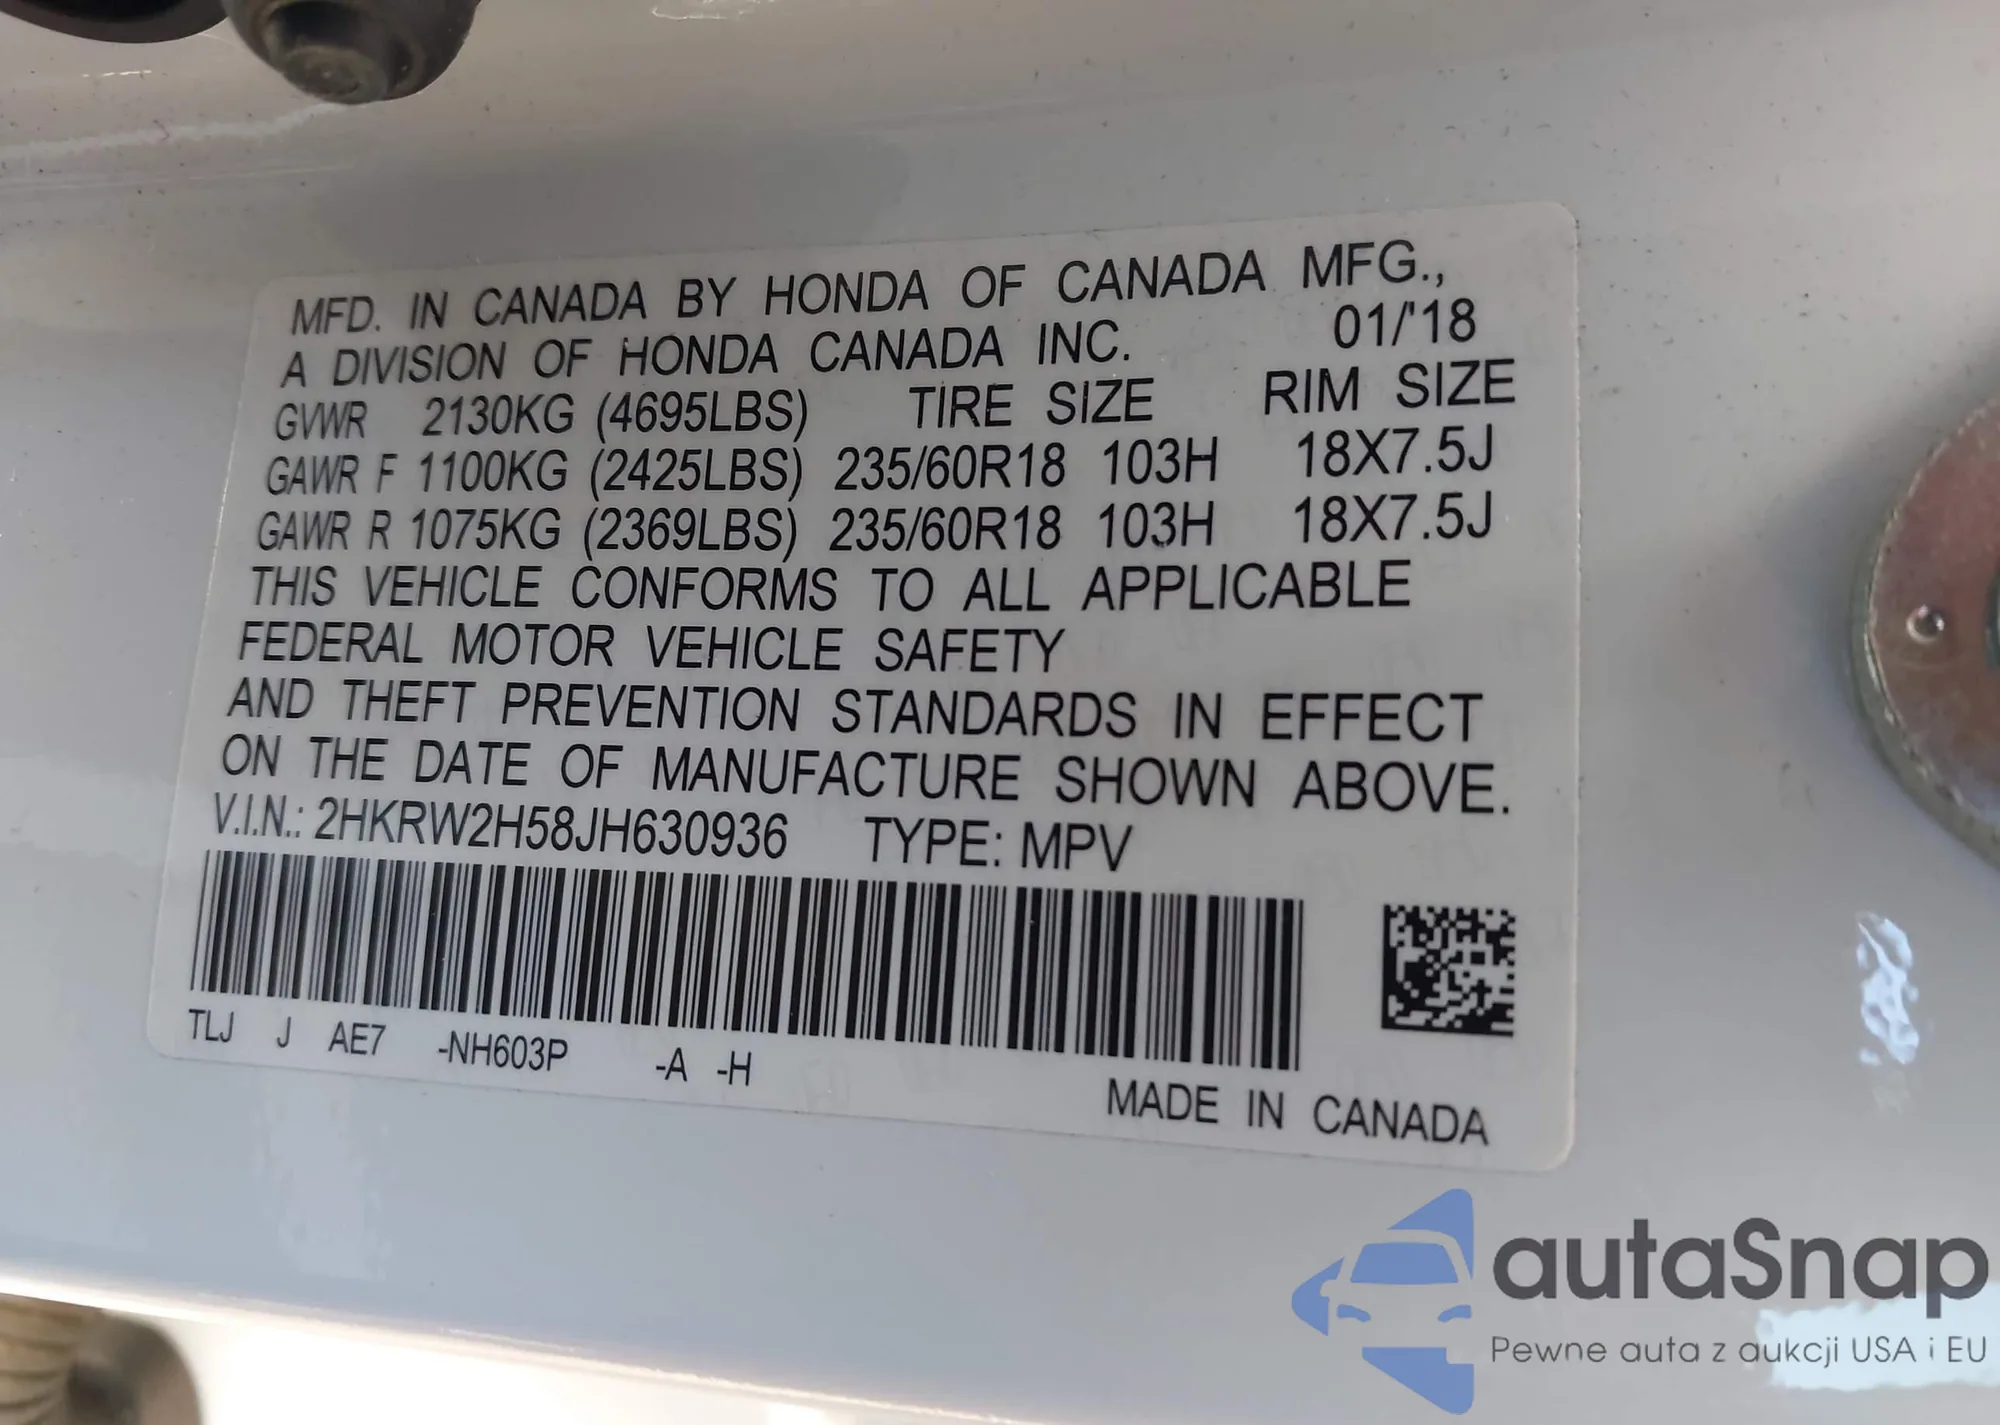 MFD. IN CANADA BY HONDA OF CANADA MFG.,
A DIVISION OF HONDA CANADA INC. 01/'18
GVWR 2130KG (4695LBS) TIRE SIZE RIM SIZE
GAWR F 1100KG (2425LBS) 235/60R18 103H 18X7.5J
GAWR R 1075KG (2369LBS) 235/60R18 103H 18X7.5J
THIS VEHICLE CONFORMS TO ALL APPLICABLE
FEDERAL MOTOR VEHICLE SAFETY
AND THEFT PREVENTION STANDARDS IN EFFECT
ON THE DATE OF MANUFACTURE SHOWN ABOVE.
V.I.N.: 2HKRW2H58JH630936 TYPE: MPV
TLJ J AE7 -NH603P -A -H
MADE IN CANADA
autaSnap
Pewne auta z aukcji USA i EU